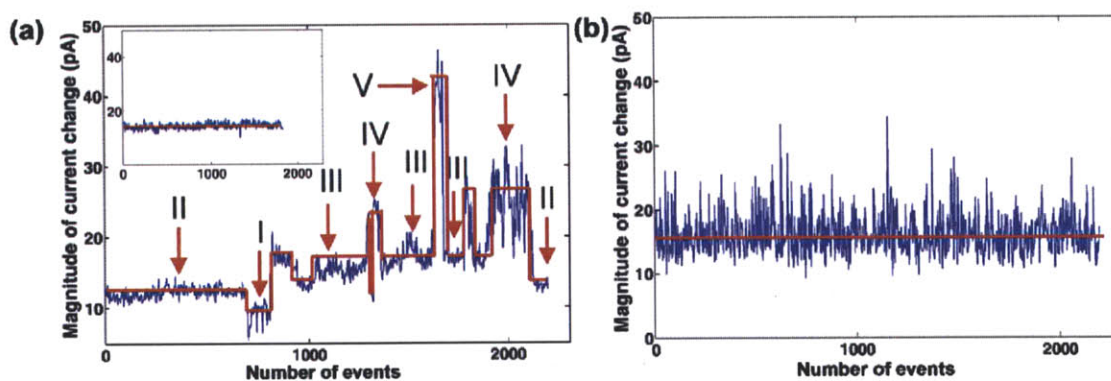 (a)
Magnitude of current change (pA)
50
40
30
20
10
40
20
0 1000 2000
V
IV
IV
III
III
III
II
I
II
0 1000 2000
Number of events
(b)
Magnitude of current change (pA)
50
40
30
20
10
0
0 1000 2000
Number of events